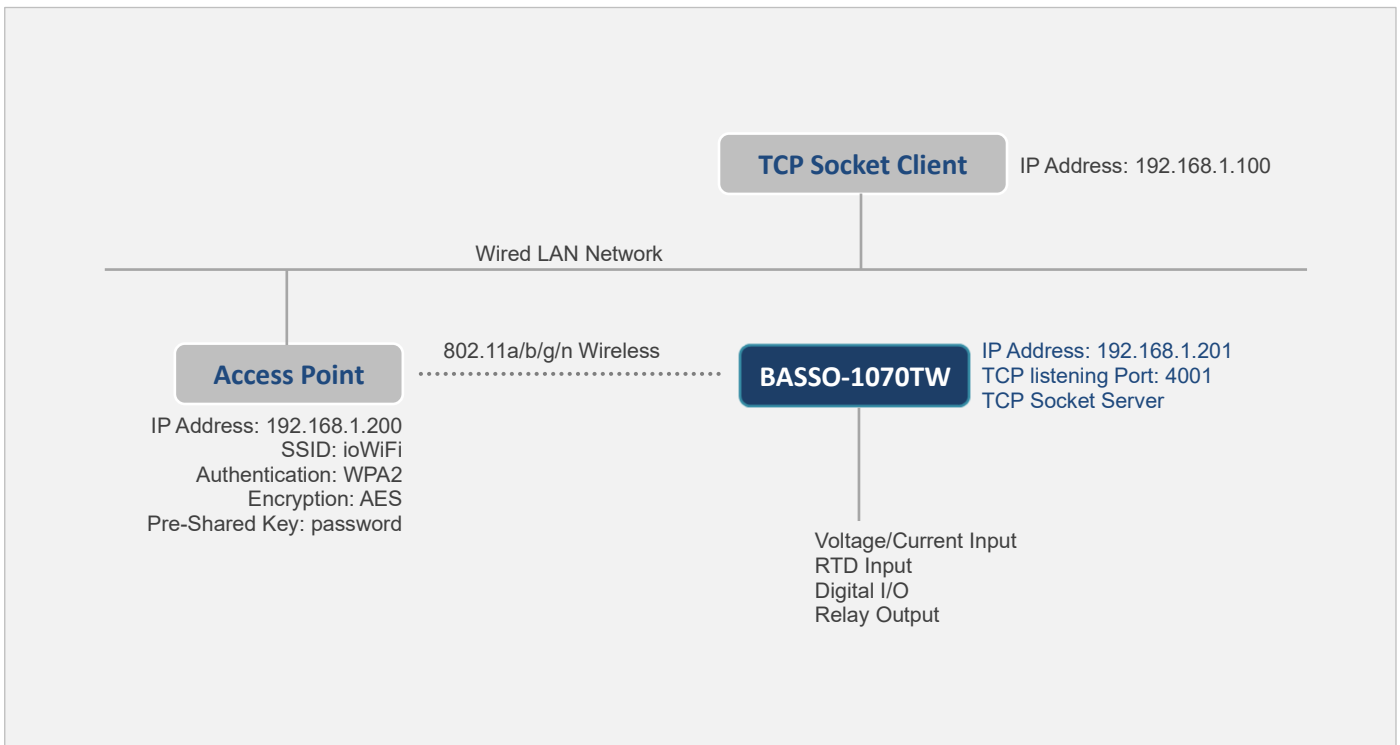 TCP Socket Client
IP Address: 192.168.1.100
Wired LAN Network
802.11a/b/g/n Wireless
Access Point
BASSO-1070TW
IP Address: 192.168.1.201
TCP listening Port: 4001
TCP Socket Server
IP Address: 192.168.1.200
SSID: ioWiFi
Authentication: WPA2
Encryption: AES
Pre-Shared Key: password
Voltage/Current Input
RTD Input
Digital I/O
Relay Output